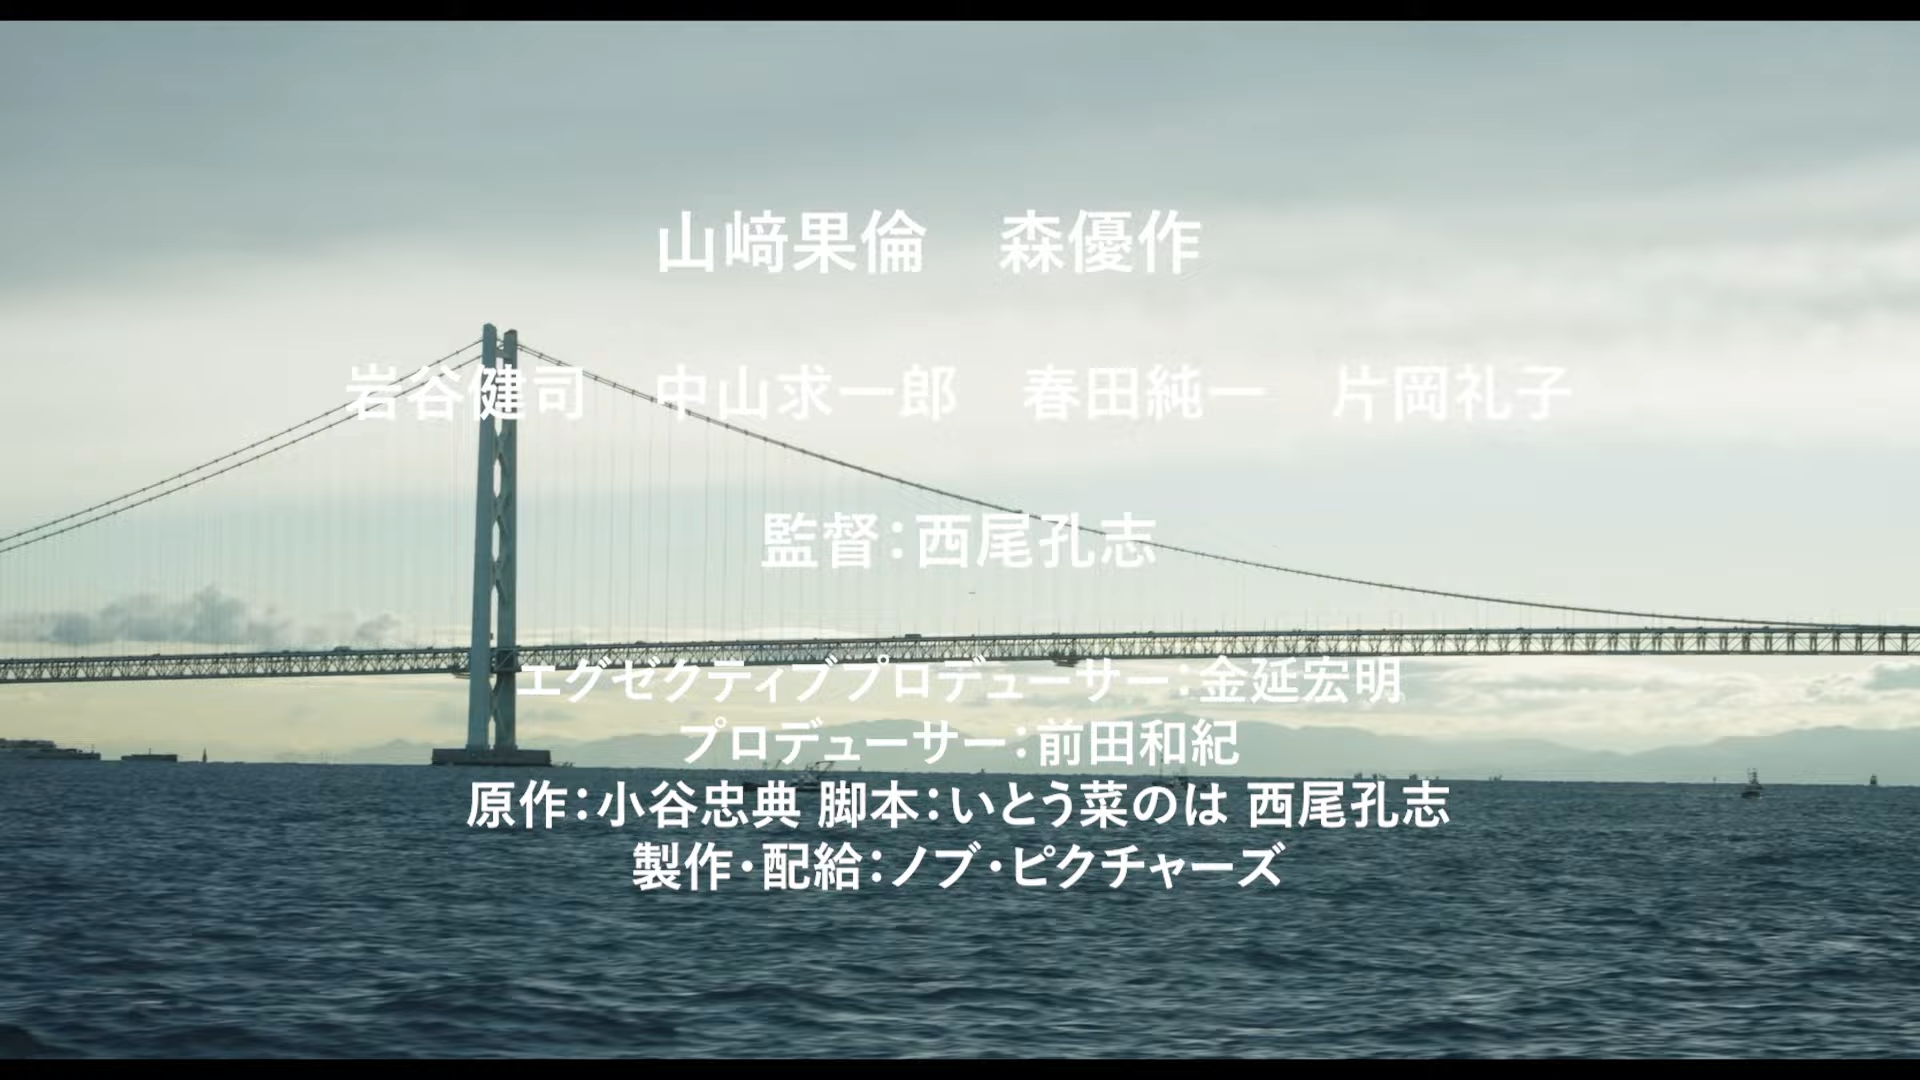 山﨑果倫　森優作
岩谷健司　中山求一郎　春田純一　片岡礼子
監督：西尾孔志
エグゼクティブプロデューサー：金延宏明
プロデューサー：前田和紀
原作：小谷忠典 脚本：いとう菜のは 西尾孔志
製作・配給：ノブ・ピクチャーズ